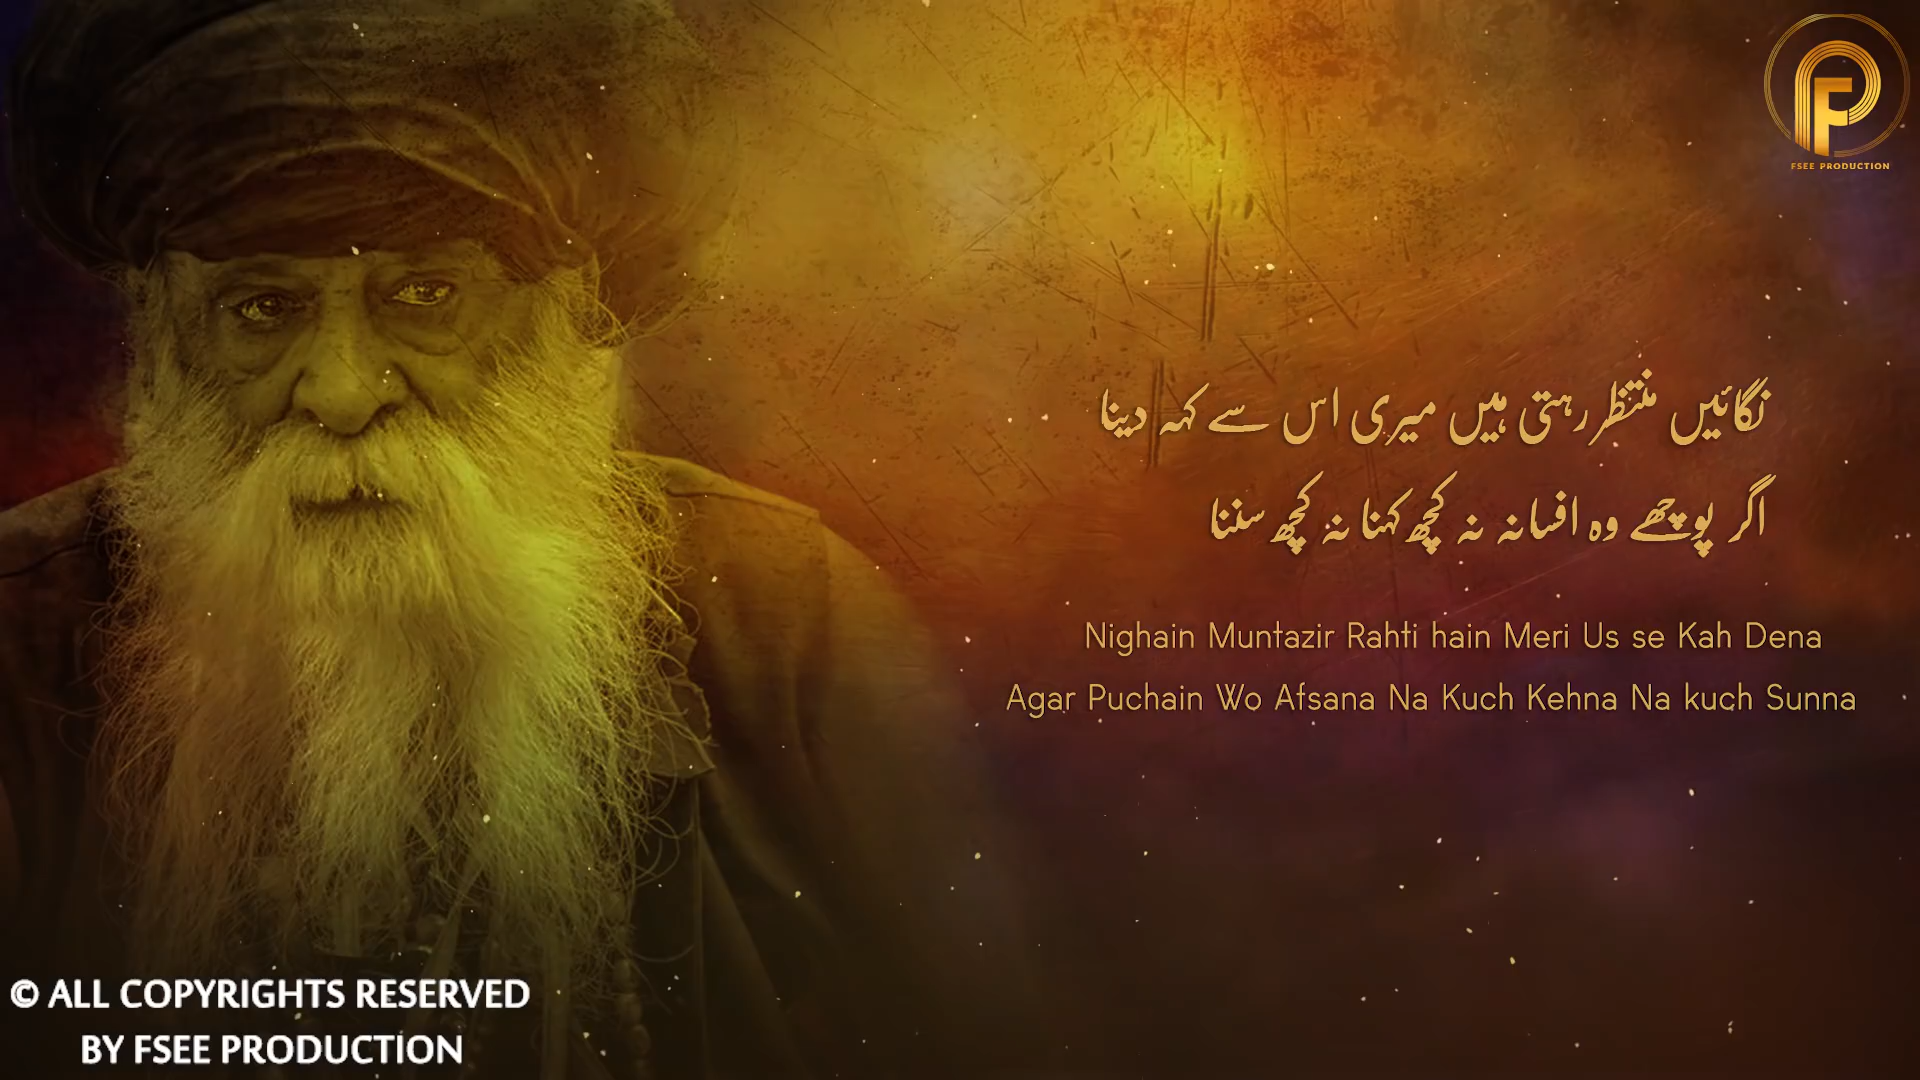 FSEE PRODUCTION
نگائیں منتظر رہتی ہیں میری اس سے کہہ دینا
اگر پوچھے وہ افسانہ نہ کچھ کہنا نہ کچھ سننا
Nighain Muntazir Rahti hain Meri Us se Kah Dena
Agar Puchain Wo Afsana Na Kuch Kehna Na kuch Sunna
© ALL COPYRIGHTS RESERVED
BY FSEE PRODUCTION